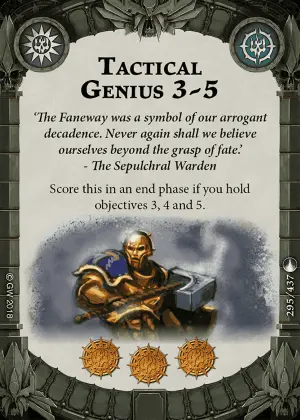 TACTICAL
GENIUS 3-5
‘The Faneway was a symbol of our arrogant
decadence. Never again shall we believe
ourselves beyond the grasp of fate.’
- The Sepulchral Warden
Score this in an end phase if you hold
objectives 3, 4 and 5.
© GW 2018
295/437